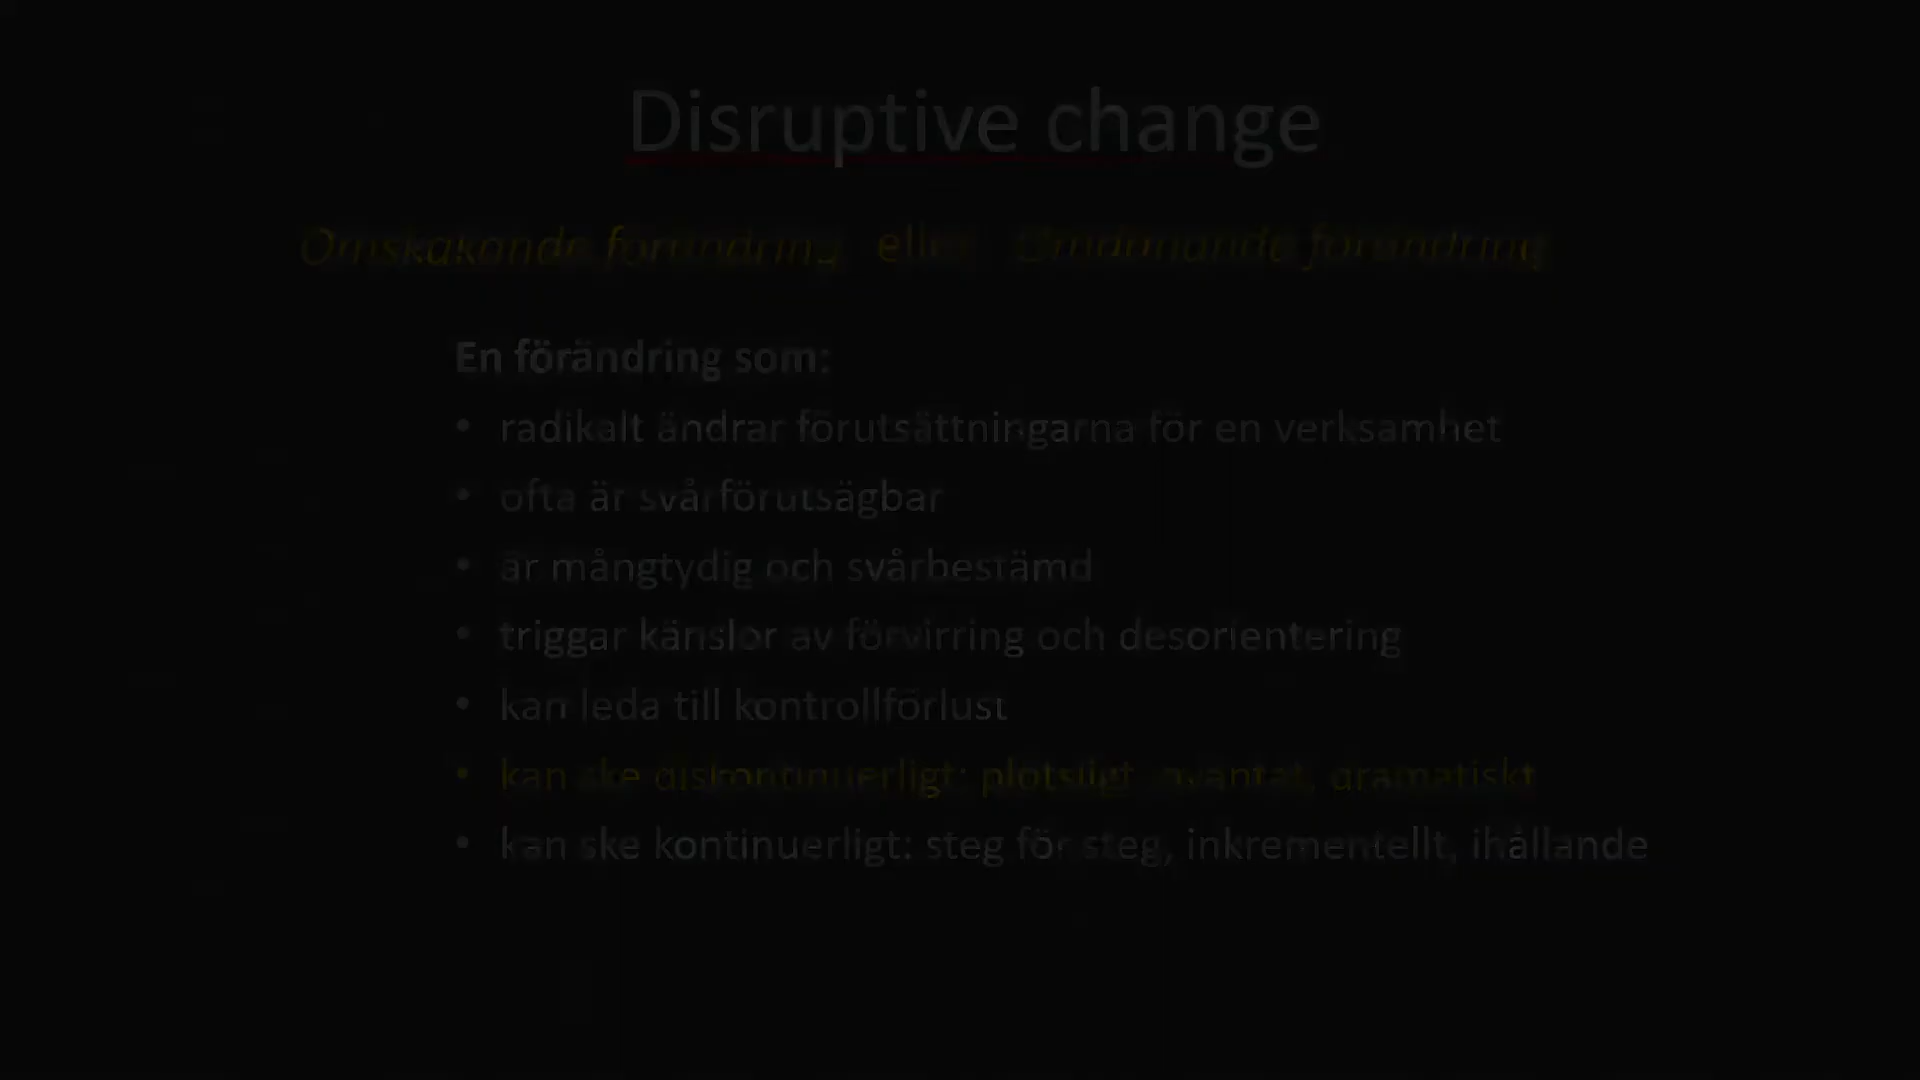 Disruptive change
Omskakande förändring eller Omdanande förändring
En förändring som:
• radikalt ändrar förutsättningarna för en verksamhet
• ofta är svårförutsägbar
• är mångtydig och svårbestämd
• triggar känslor av förvirring och desorientering
• kan leda till kontrollförlust
• kan ske diskontinuerligt: plötsligt, oväntat, dramatiskt
• kan ske kontinuerligt: steg för steg, inkrementellt, ihållande